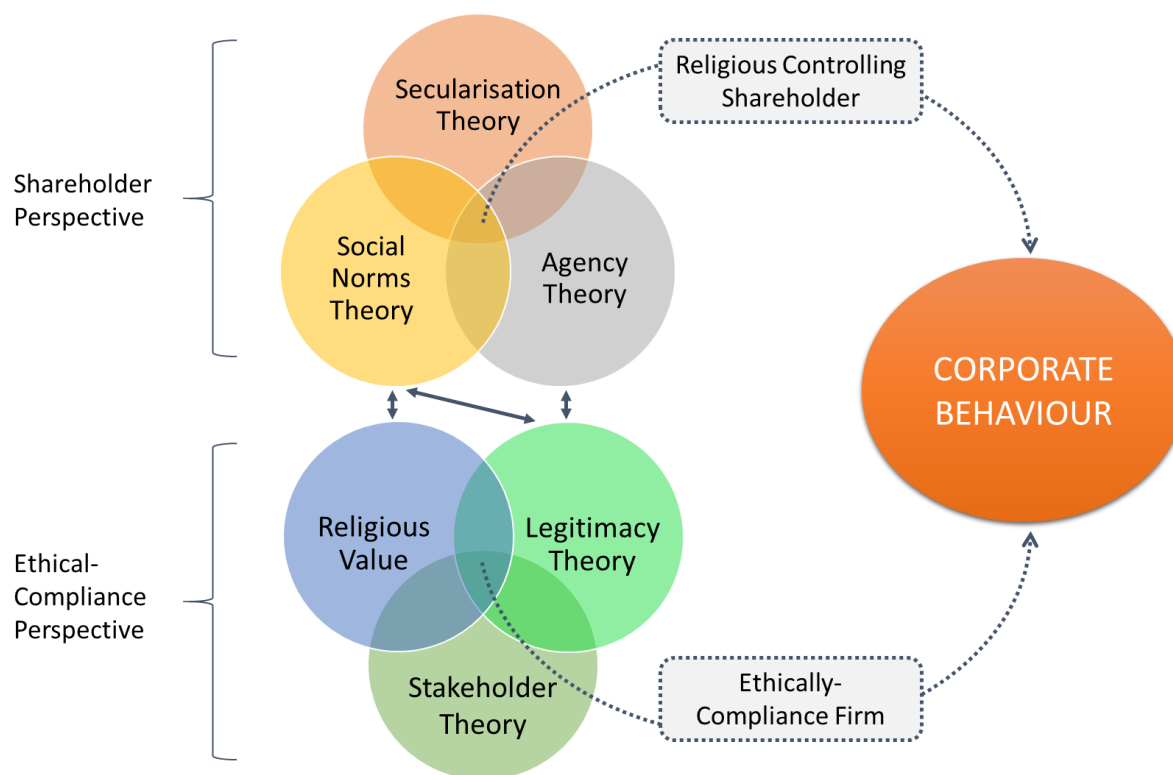 Shareholder
Perspective
Secularisation
Theory
Social
Norms
Theory
Agency
Theory
Religious Controlling
Shareholder
CORPORATE
BEHAVIOUR
Ethical-
Compliance
Perspective
Religious
Value
Legitimacy
Theory
Stakeholder
Theory
Ethically-
Compliance Firm